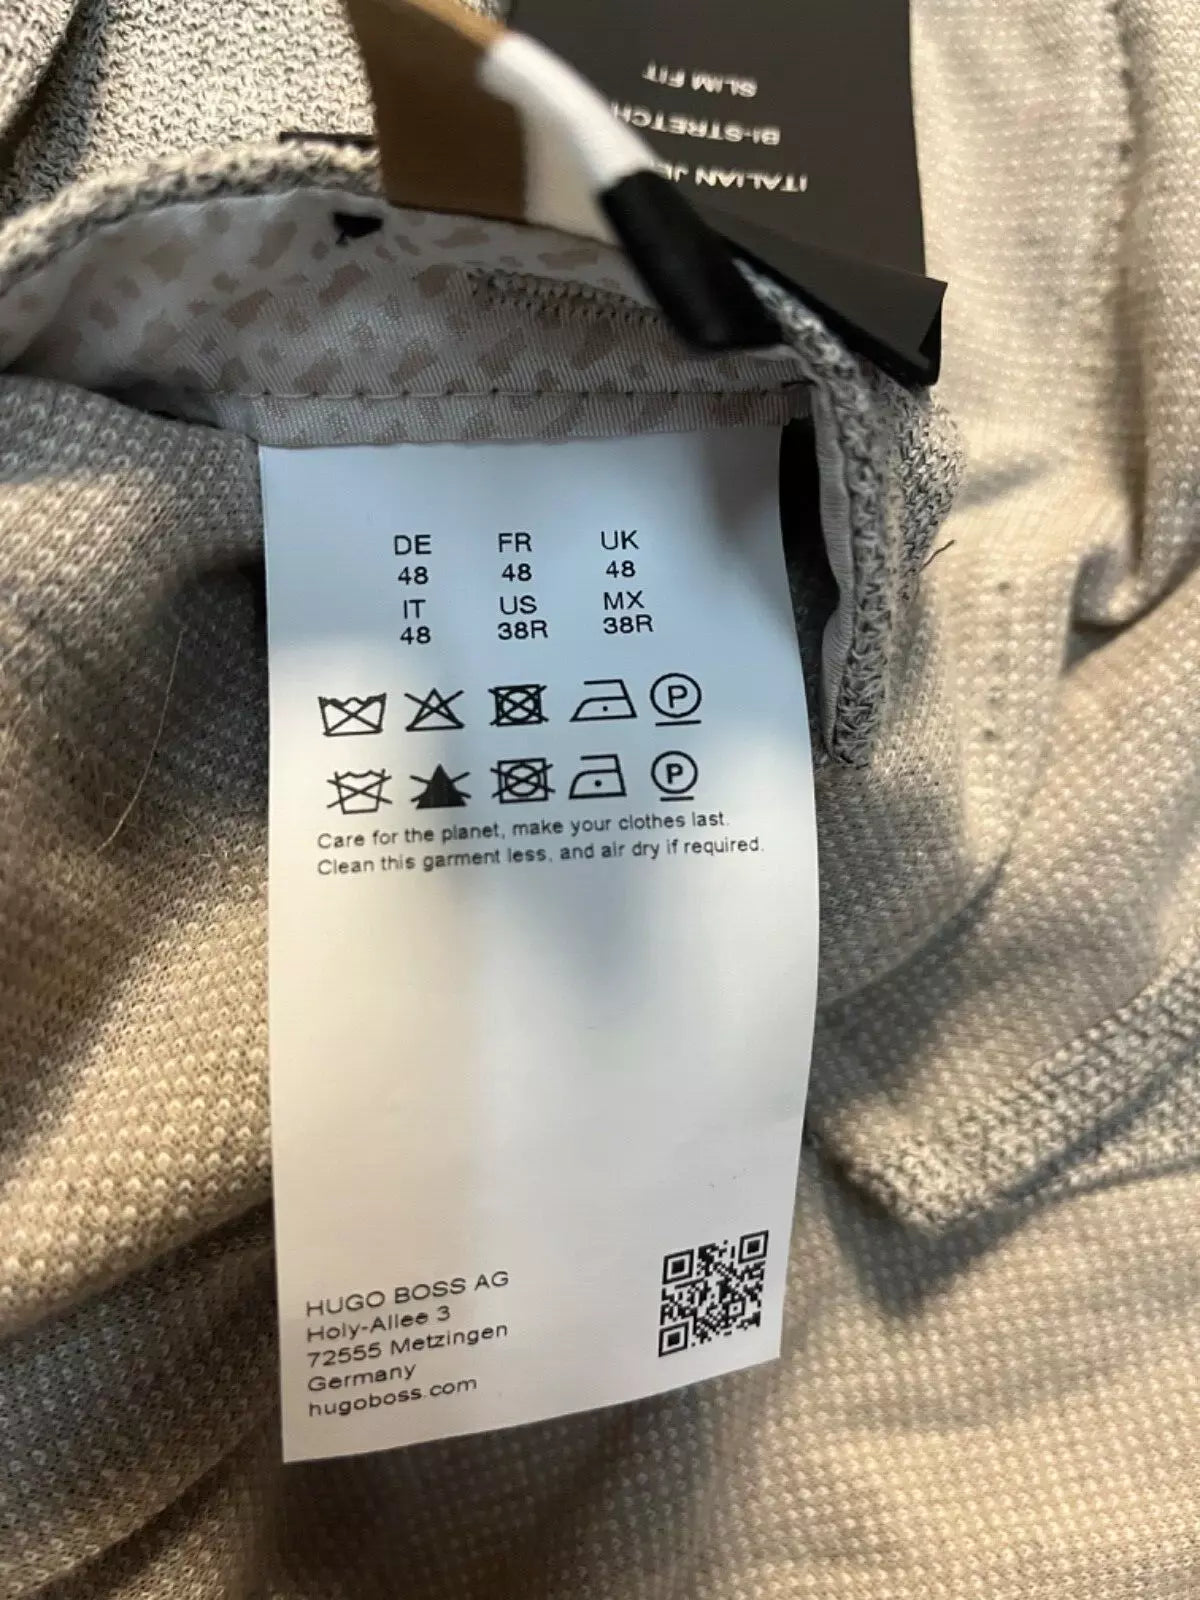 SLIM FIT
BI-STRETCH
ITALIAN
DE FR UK
48 48 48
IT US MX
48 38R 38R
P
P
Care for the planet, make your clothes last.
Clean this garment less, and air dry if required.
HUGO BOSS AG
Holy-Allee 3
72555 Metzingen
Germany
hugoboss.com